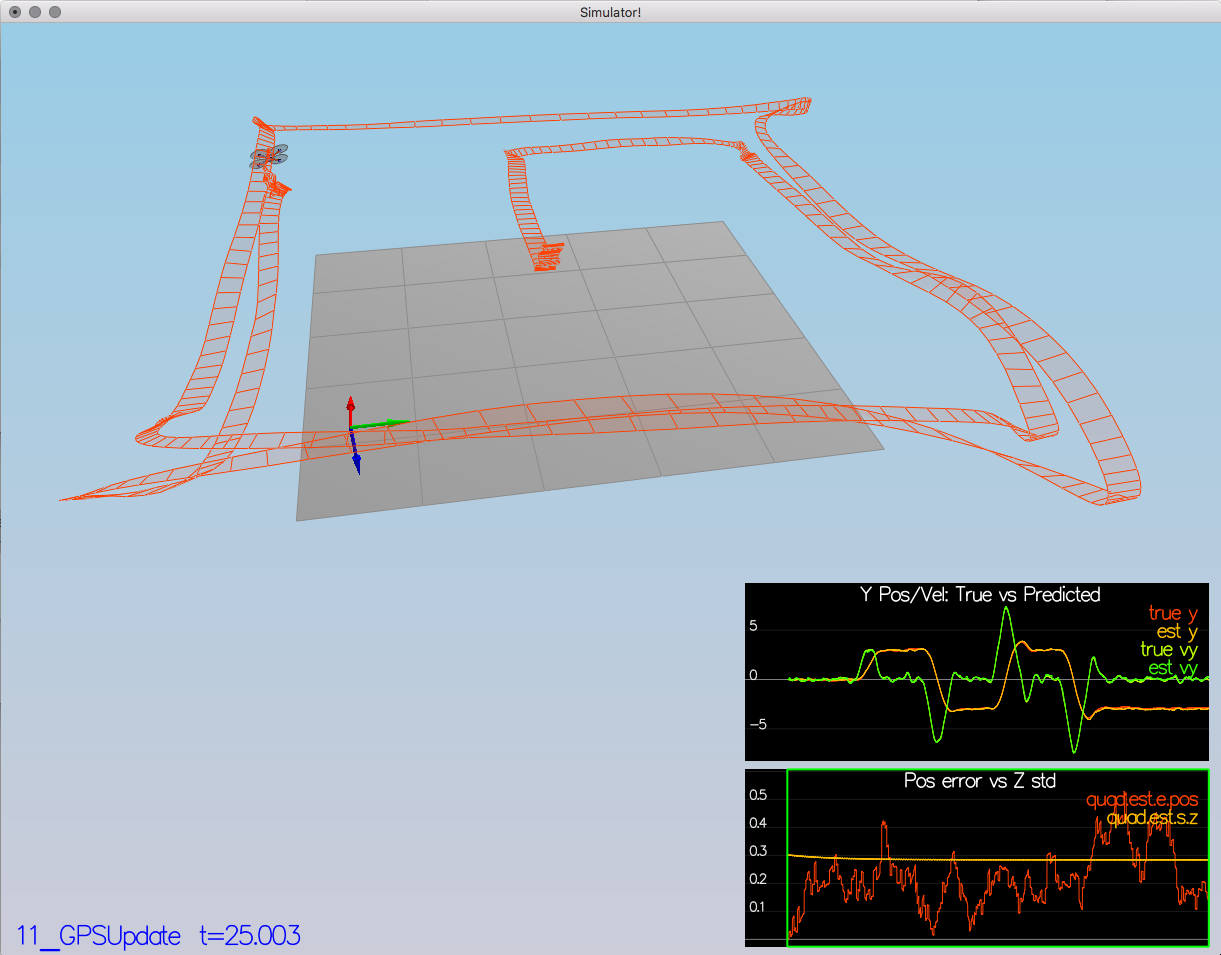 Simulator!
Y Pos/Vel: True vs Predicted
true y
5
est y
true vy
est vy
0
−5
Pos error vs Z std
0.5
quad.est.e.pos
quad.est.s.z
0.4
0.3
0.2
0.1
11_GPSUpdate t=25.003